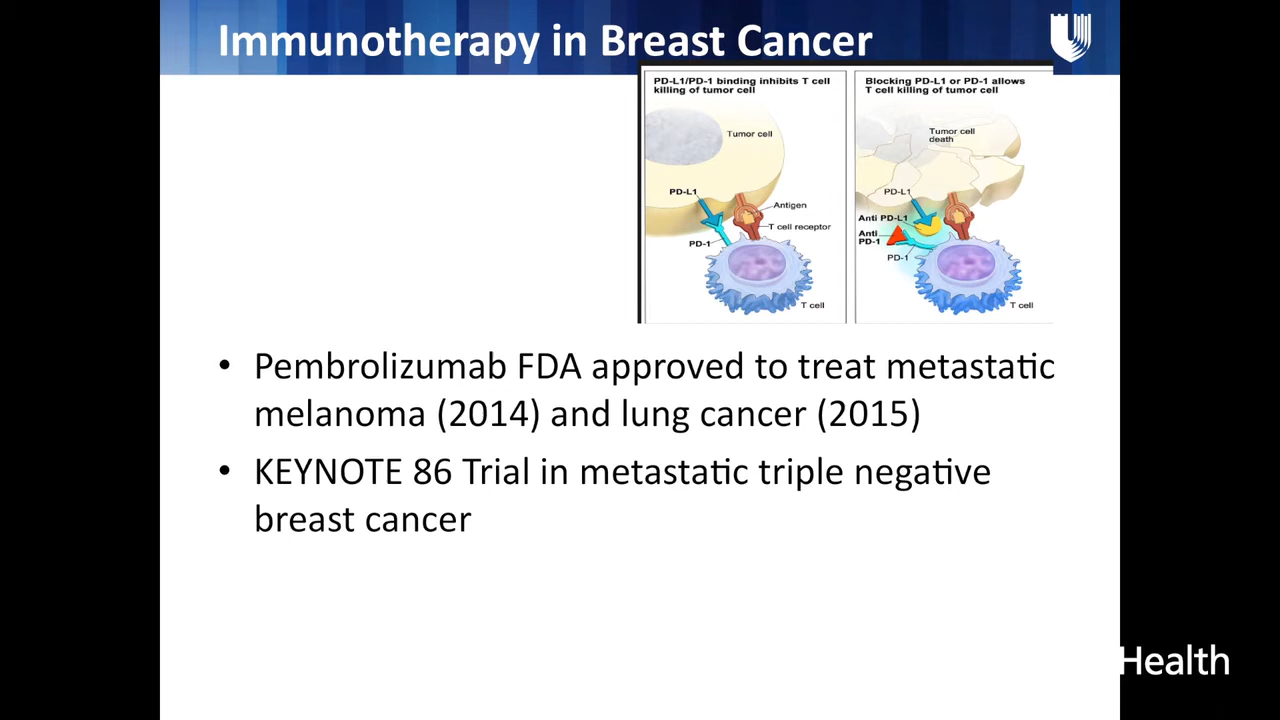 Immunotherapy in Breast Cancer
PD-L1/PD-1 binding inhibits T cell
killing of tumor cell
Tumor cell
PD-L1
Antigen
T cell receptor
PD-1
T cell
Blocking PD-L1 or PD-1 allows
T cell killing of tumor cell
Tumor cell
death
PD-L1
Anti PD-L1
Anti
PD-1
PD-1
T cell
• Pembrolizumab FDA approved to treat metastatic
melanoma (2014) and lung cancer (2015)
• KEYNOTE 86 Trial in metastatic triple negative
breast cancer
Health